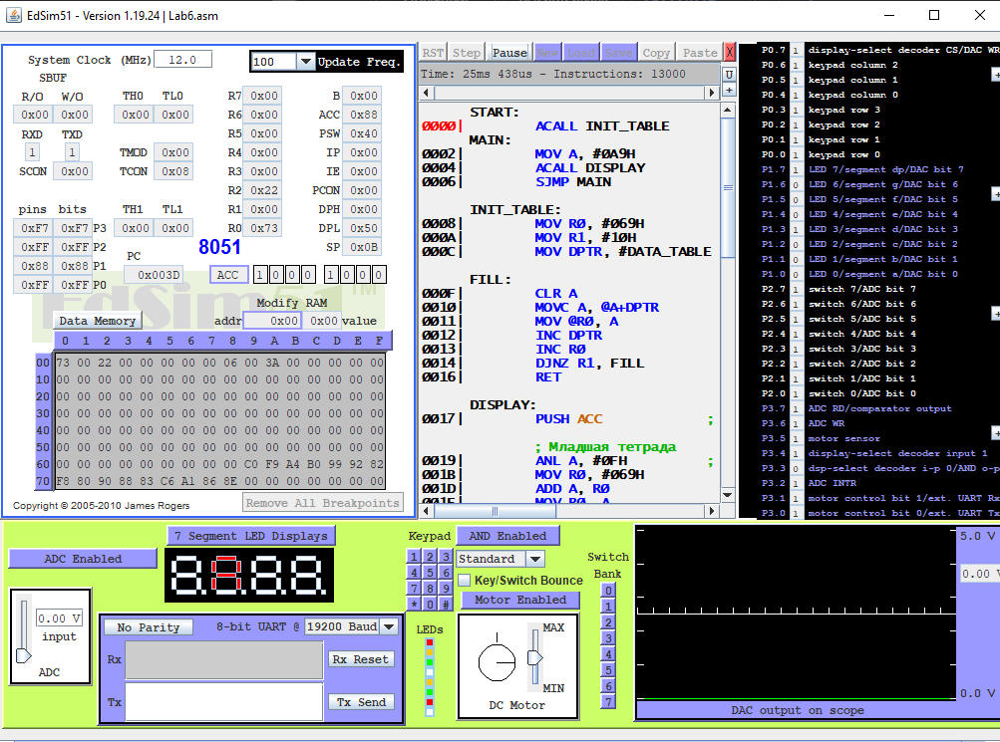 EdSim51 - Version 1.19.24 | Lab6.asm
System Clock (MHz) 12.0
100 Update Freq.
SBUF
R/O W/O TH0 TL0 R7 0x00 B 0x00
0x00 0x00 0x00 0x00 R6 0x00 ACC 0x88
RXD TXD R5 0x00 PSW 0x40
1 1 TMOD 0x00 R4 0x00 IP 0x00
SCON 0x00 TCON 0x08 R3 0x00 IE 0x00
R2 0x22 PCON 0x00
pins bits TH1 TL1 R1 0x00 DPH 0x00
0xF7 0xF7 P3 0x00 0x00 R0 0x73 DPL 0x50
0xFF 0xFF P2 8051 SP 0x0B
PC
0x88 0x88 P1 0x003D ACC 1 0 0 0 1 0 0 0
0xFF 0xFF P0
EdSim51 TM
Modify RAM
Data Memory addr 0x00 0x00 value
0 1 2 3 4 5 6 7 8 9 A B C D E F
00 73 00 22 00 00 00 00 00 06 00 3A 00 00 00 00 00
10 00 00 00 00 00 00 00 00 00 00 00 00 00 00 00 00
20 00 00 00 00 00 00 00 00 00 00 00 00 00 00 00 00
30 00 00 00 00 00 00 00 00 00 00 00 00 00 00 00 00
40 00 00 00 00 00 00 00 00 00 00 00 00 00 00 00 00
50 00 00 00 00 00 00 00 00 00 00 00 00 00 00 00 00
60 00 00 00 00 00 00 00 00 00 C0 F9 A4 B0 99 92 82
70 F8 80 90 88 83 C6 A1 86 8E 00 00 00 00 00 00 00
Copyright © 2005-2010 James Rogers Remove All Breakpoints
RST Step Pause New Load Save Copy Paste X
Time: 25ms 438us - Instructions: 13000 U
+
START:
0000| ACALL INIT_TABLE
MAIN:
0002| MOV A, #0A9H
0004| ACALL DISPLAY
0006| SJMP MAIN
INIT_TABLE:
0008| MOV R0, #069H
000A| MOV R1, #10H
000C| MOV DPTR, #DATA_TABLE
FILL:
000F| CLR A
0010| MOVC A, @A+DPTR
0011| MOV @R0, A
0012| INC DPTR
0013| INC R0
0014| DJNZ R1, FILL
0016| RET
DISPLAY:
0017| PUSH ACC ;
; Младшая тетрада
0019| ANL A, #0FH ;
001B| MOV R0, #069H
001D| ADD A, R0
001E| MOV R0, A
P0.7 1 display-select decoder CS/DAC WR
P0.6 1 keypad column 2
P0.5 1 keypad column 1
P0.4 1 keypad column 0
P0.3 1 keypad row 3
P0.2 1 keypad row 2
P0.1 1 keypad row 1
P0.0 1 keypad row 0
P1.7 1 LED 7/segment dp/DAC bit 7
P1.6 0 LED 6/segment g/DAC bit 6
P1.5 0 LED 5/segment f/DAC bit 5
P1.4 0 LED 4/segment e/DAC bit 4
P1.3 1 LED 3/segment d/DAC bit 3
P1.2 0 LED 2/segment c/DAC bit 2
P1.1 0 LED 1/segment b/DAC bit 1
P1.0 0 LED 0/segment a/DAC bit 0
P2.7 1 switch 7/ADC bit 7
P2.6 1 switch 6/ADC bit 6
P2.5 1 switch 5/ADC bit 5
P2.4 1 switch 4/ADC bit 4
P2.3 1 switch 3/ADC bit 3
P2.2 1 switch 2/ADC bit 2
P2.1 1 switch 1/ADC bit 1
P2.0 1 switch 0/ADC bit 0
P3.7 1 ADC RD/comparator output
P3.6 1 ADC WR
P3.5 1 motor sensor
P3.4 1 display-select decoder input 1
P3.3 0 dsp-select decoder i-p 0/AND o-p
P3.2 1 ADC INTR
P3.1 1 motor control bit 1/ext. UART Rx
P3.0 1 motor control bit 0/ext. UART Tx
ADC Enabled
0.00 V
input
ADC
7 Segment LED Displays
No Parity 8-bit UART @ 19200 Baud
Rx Rx Reset
Tx Tx Send
Keypad AND Enabled
1 2 3 Standard
4 5 6
7 8 9 Key/Switch Bounce
* 0 # Motor Enabled
LEDs
MAX
MIN
DC Motor
Switch
Bank
0
1
2
3
4
5
6
7
5.0 V
0.00 V
0.0 V
DAC output on scope